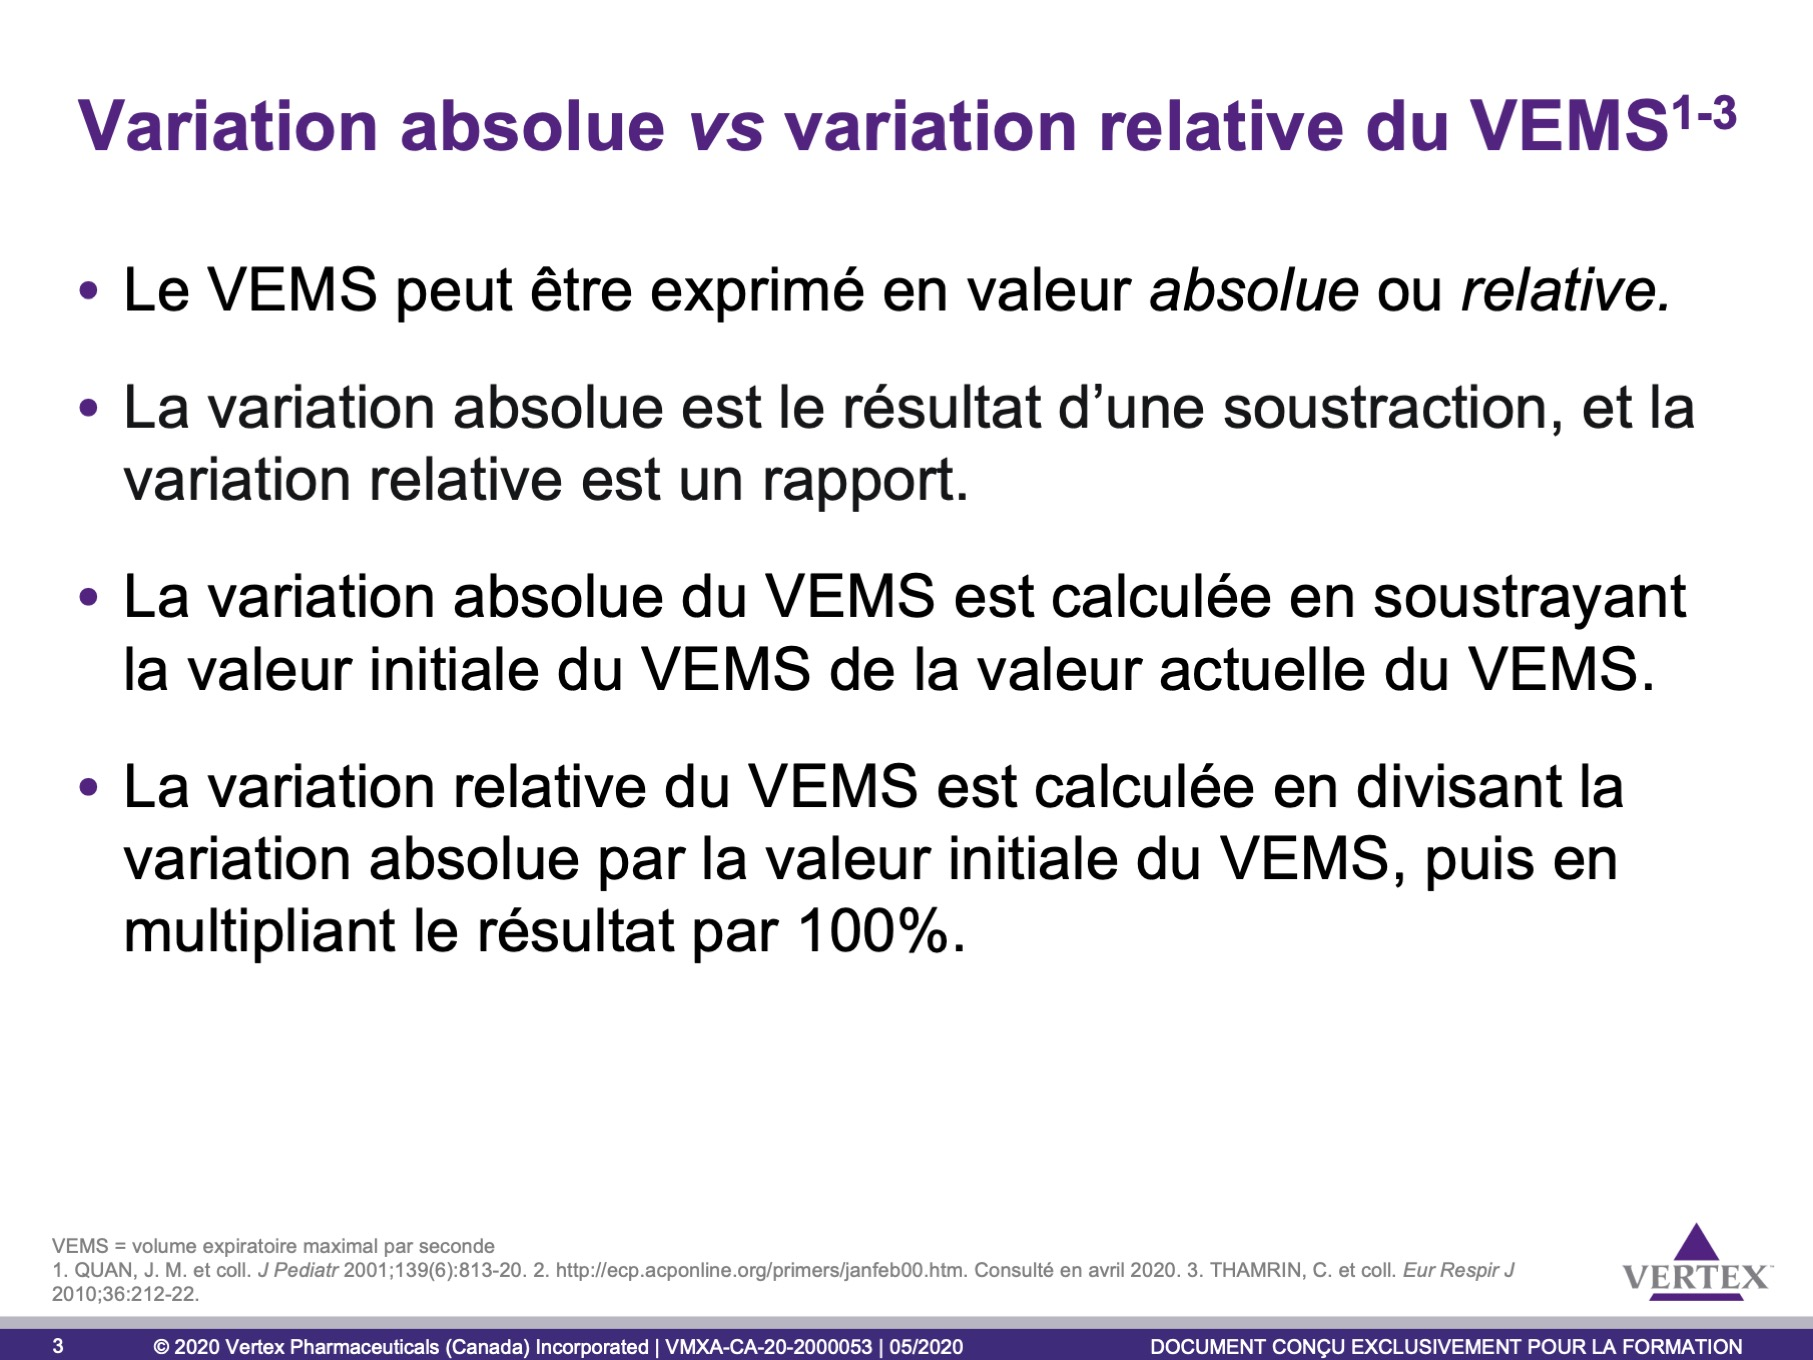 Variation absolue vs variation relative du VEMS1-3
• Le VEMS peut être exprimé en valeur absolue ou relative.
• La variation absolue est le résultat d’une soustraction, et la
variation relative est un rapport.
• La variation absolue du VEMS est calculée en soustrayant
la valeur initiale du VEMS de la valeur actuelle du VEMS.
• La variation relative du VEMS est calculée en divisant la
variation absolue par la valeur initiale du VEMS, puis en
multipliant le résultat par 100%.
VEMS = volume expiratoire maximal par seconde
1. QUAN, J. M. et coll. J Pediatr 2001;139(6):813-20. 2. http://ecp.acponline.org/primers/janfeb00.htm. Consulté en avril 2020. 3. THAMRIN, C. et coll. Eur Respir J
2010;36:212-22.
VERTEX™
3 © 2020 Vertex Pharmaceuticals (Canada) Incorporated | VMXA-CA-20-2000053 | 05/2020 DOCUMENT CONÇU EXCLUSIVEMENT POUR LA FORMATION